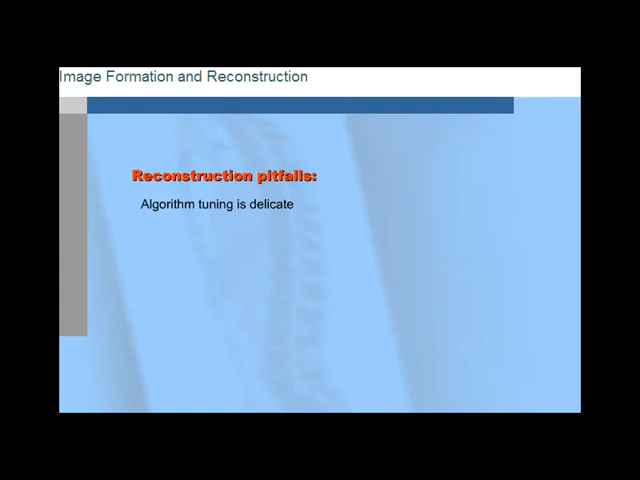 Image Formation and Reconstruction
Reconstruction pitfalls:
Algorithm tuning is delicate